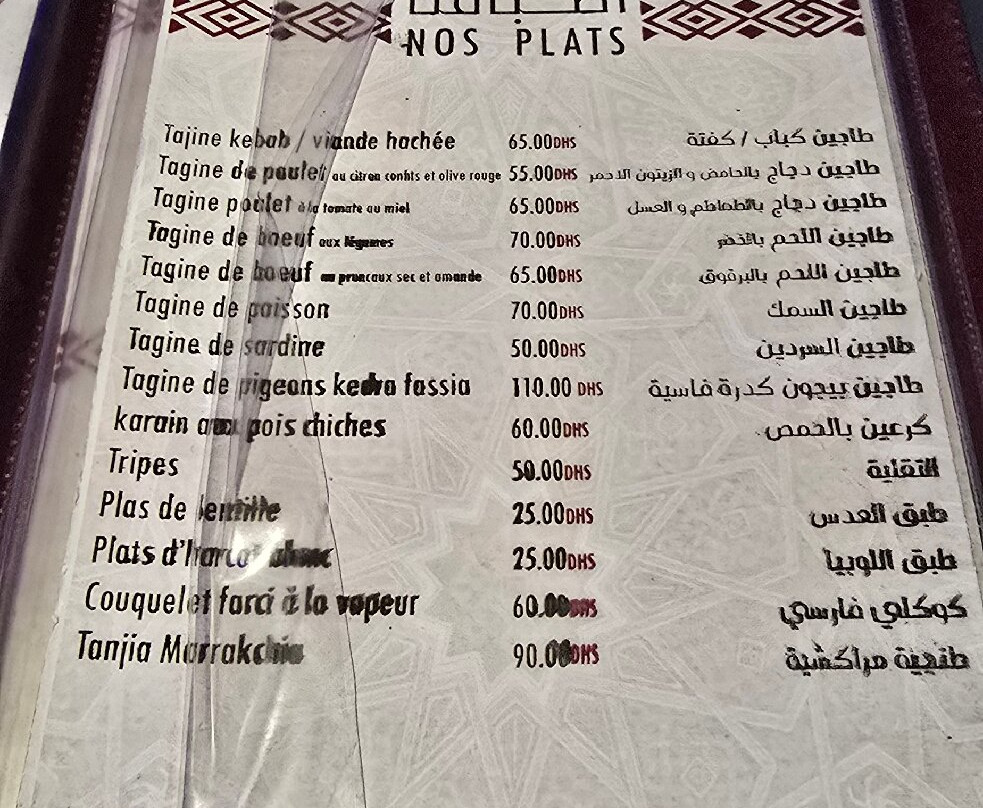 NOS PLATS
Tajine kebab / viande hachée 65.00DHS طاجين كباب / كفتة
Tagine de poulet au citron confits et olive rouge 55.00DHS طاجين دجاج بالحامض و الزيتون الاحمر
Tagine poulet à la tomate au miel 65.00DHS طاجين دجاج بالطماطم و العسل
Tagine de boeuf aux légumes 70.00DHS طاجين اللحم بالخضر
Tagine de boeuf au pruneaux sec et amande 65.00DHS طاجين اللحم بالبرقوق
Tagine de poisson 70.00DHS طاجين السمك
Tagine de sardine 50.00DHS طاجين السردين
Tagine de pigeons kedra fassia 110.00 DHS طاجين بيجون كدرة فاسية
karain aux pois chiches 60.00DHS كرعين بالحمص
Tripes 50.00DHS التقلية
Plas de lentille 25.00DHS طبق العدس
Plats d'haricot 25.00DHS طبق اللوبيا
Couquelet farci à la vapeur 60.00DHS كوكلي فارسي
Tanjia Marrakchia 90.00DHS طنجية مراكشية